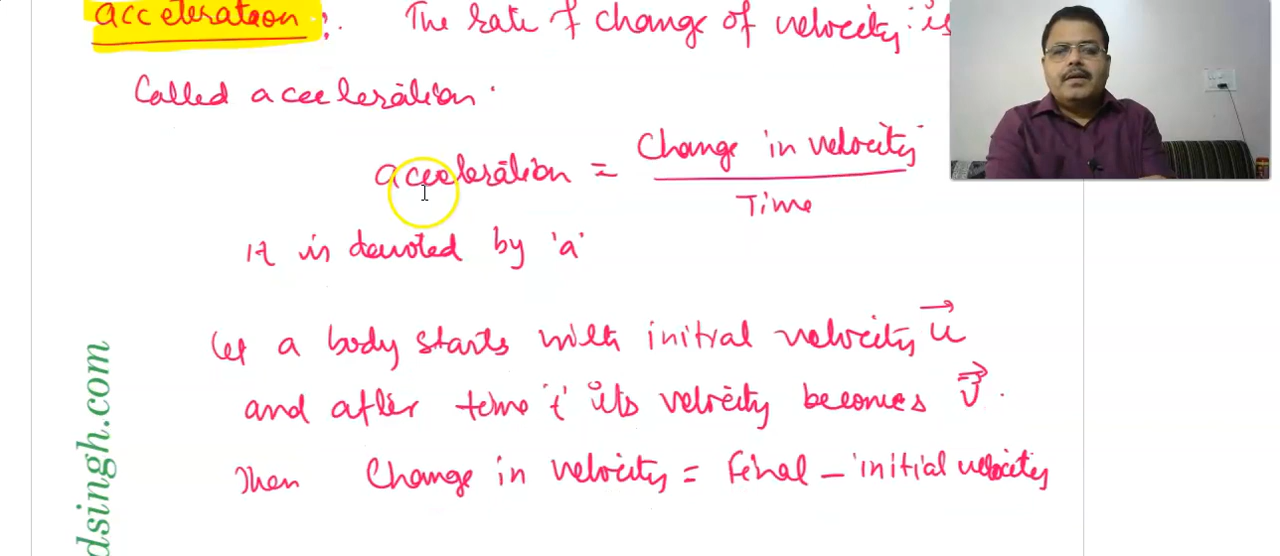 acceleration :. The rate of change of velocity is
Called acceleration.
acceleration = Change in velocity
Time
It is denoted by 'a'
Let a body starts with initial velocity u
and after time 't' its velocity becomes v.
Then Change in velocity = Final - initial velocity
dsingh.com